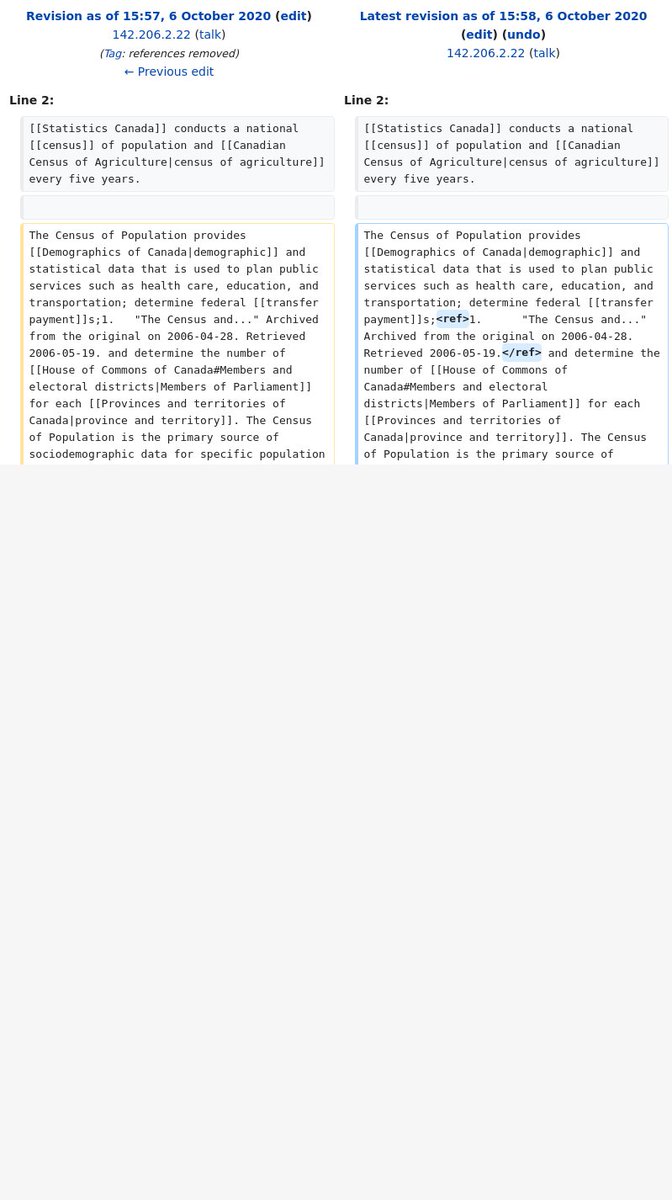 Revision as of 15:57, 6 October 2020 (edit)
142.206.2.22 (talk)
(Tag: references removed)
← Previous edit
Line 2:
[[Statistics Canada]] conducts a national
[[census]] of population and [[Canadian
Census of Agriculture|census of agriculture]]
every five years.
The Census of Population provides
[[Demographics of Canada|demographic]] and
statistical data that is used to plan public
services such as health care, education, and
transportation; determine federal [[transfer
payment]]s;1.   "The Census and..." Archived
from the original on 2006-04-28. Retrieved
2006-05-19. and determine the number of
[[House of Commons of Canada#Members and
electoral districts|Members of Parliament]]
for each [[Provinces and territories of
Canada|province and territory]]. The Census
of Population is the primary source of
sociodemographic data for specific population
Latest revision as of 15:58, 6 October 2020
(edit) (undo)
142.206.2.22 (talk)
Line 2:
[[Statistics Canada]] conducts a national
[[census]] of population and [[Canadian
Census of Agriculture|census of agriculture]]
every five years.
The Census of Population provides
[[Demographics of Canada|demographic]] and
statistical data that is used to plan public
services such as health care, education, and
transportation; determine federal [[transfer
payment]]s;<ref>1.      "The Census and..."
Archived from the original on 2006-04-28.
Retrieved 2006-05-19.</ref> and determine the
number of [[House of Commons of
Canada#Members and electoral
districts|Members of Parliament]] for each
[[Provinces and territories of
Canada|province and territory]]. The Census
of Population is the primary source of